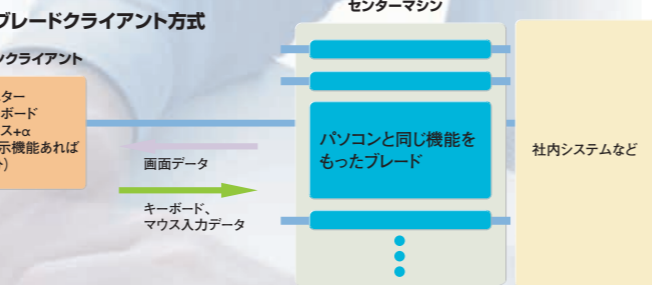 ブレードクライアント方式
センターマシン
ンクライアント
ター
ボード
ス+α
示機能あれば
パソコンと同じ機能を
もったブレード
画面データ
キーボード、
マウス入力データ
社内システムなど